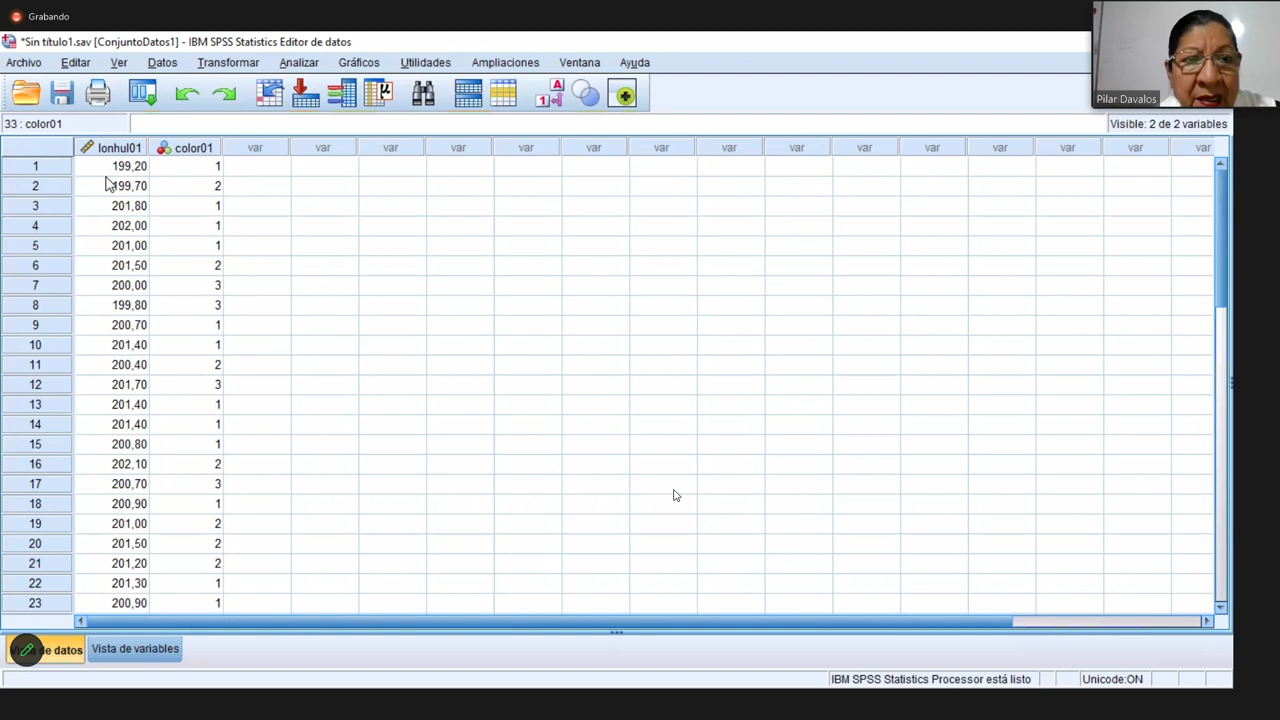 Grabando
*Sin título1.sav [ConjuntoDatos1] - IBM SPSS Statistics Editor de datos
Archivo Editar Ver Datos Transformar Analizar Gráficos Utilidades Ampliaciones Ventana Ayuda
Pilar Davalos
33 : color01
Visible: 2 de 2 variables
lonhul01 color01 var var var var var var var var var var var var var var var
1 199,20 1
2 199,70 2
3 201,80 1
4 202,00 1
5 201,00 1
6 201,50 2
7 200,00 3
8 199,80 3
9 200,70 1
10 201,40 1
11 200,40 2
12 201,70 3
13 201,40 1
14 201,40 1
15 200,80 1
16 202,10 2
17 200,70 3
18 200,90 1
19 201,00 2
20 201,50 2
21 201,20 2
22 201,30 1
23 200,90 1
de datos Vista de variables
IBM SPSS Statistics Processor está listo Unicode:ON